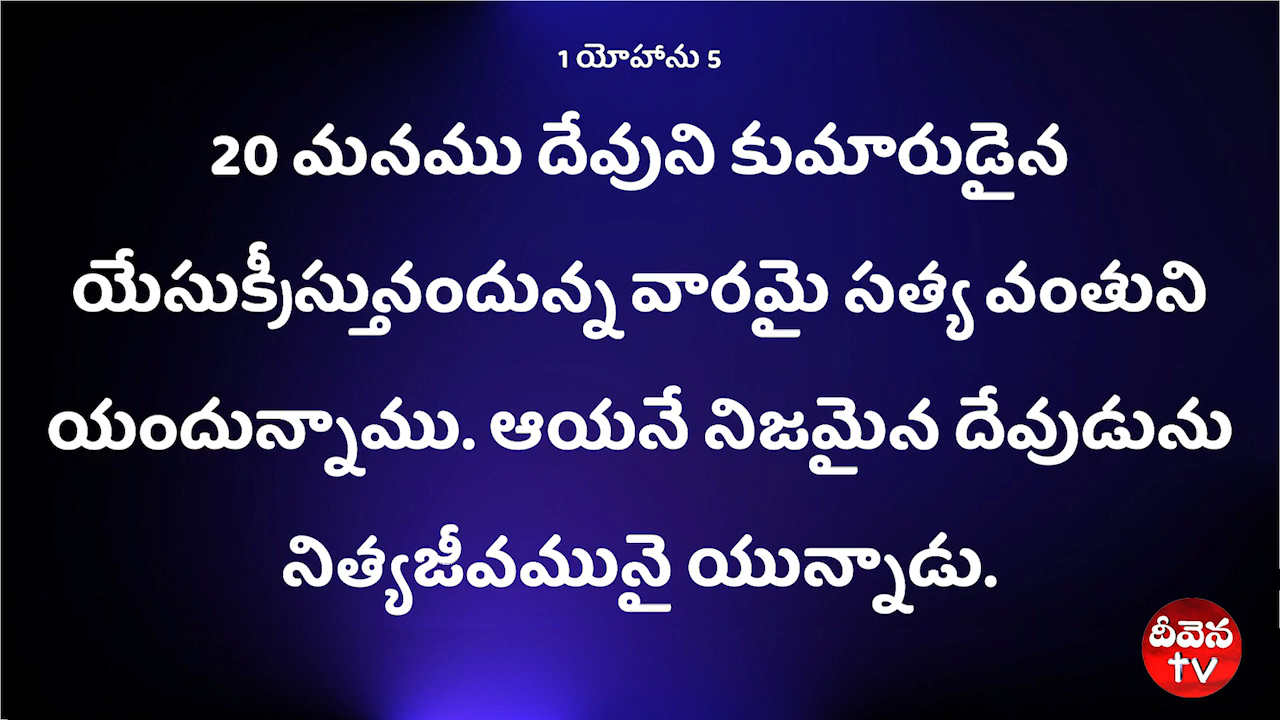 1 యోహాను 5
20 మనము దేవుని కుమారుడైన
యేసుక్రీస్తునందున్న వారమై సత్య వంతుని
యందున్నాము. ఆయనే నిజమైన దేవుడును
నిత్యజీవమునై యున్నాడు.
దీవెన
tv